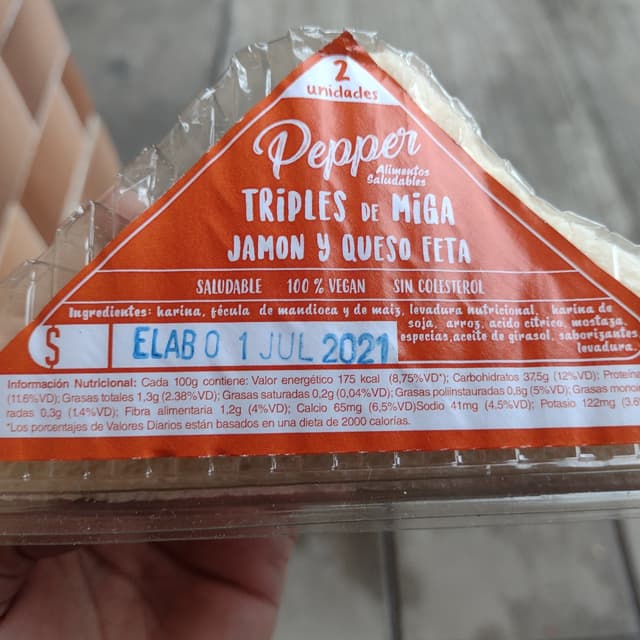 2
unidades
Pepper
Alimentos
Saludables
TRIPLES DE MIGA
JAMON Y QUESO FETA
SALUDABLE 100 % VEGAN SIN COLESTEROL
Ingredientes: harina, fécula de mandioca y de maiz, levadura nutricional, harina de
soja, arroz, acido cítrico, mostaza,
especias, aceite de girasol, saborizantes
levadura
$ ELAB 0 1 JUL 2021
Información Nutricional: Cada 100g contiene: Valor energético 175 kcal (8,75%VD*); Carbohidratos 37,5g (12%VD); Proteína
(11.6%VD); Grasas totales 1,3g (2.38%VD); Grasas saturadas 0,2g (0,04%VD); Grasas poliinstauradas 0,8g (5%VD); Grasas mono
radas 0.3g (1.4%VD); Fibra alimentaria 1,2g (4%VD); Calcio 65mg (6,5%VD)Sodio 41mg (4.5%VD); Potasio 122mg
*Los porcentajes de Valores Diarios están basados en una dieta de 2000 calorías.